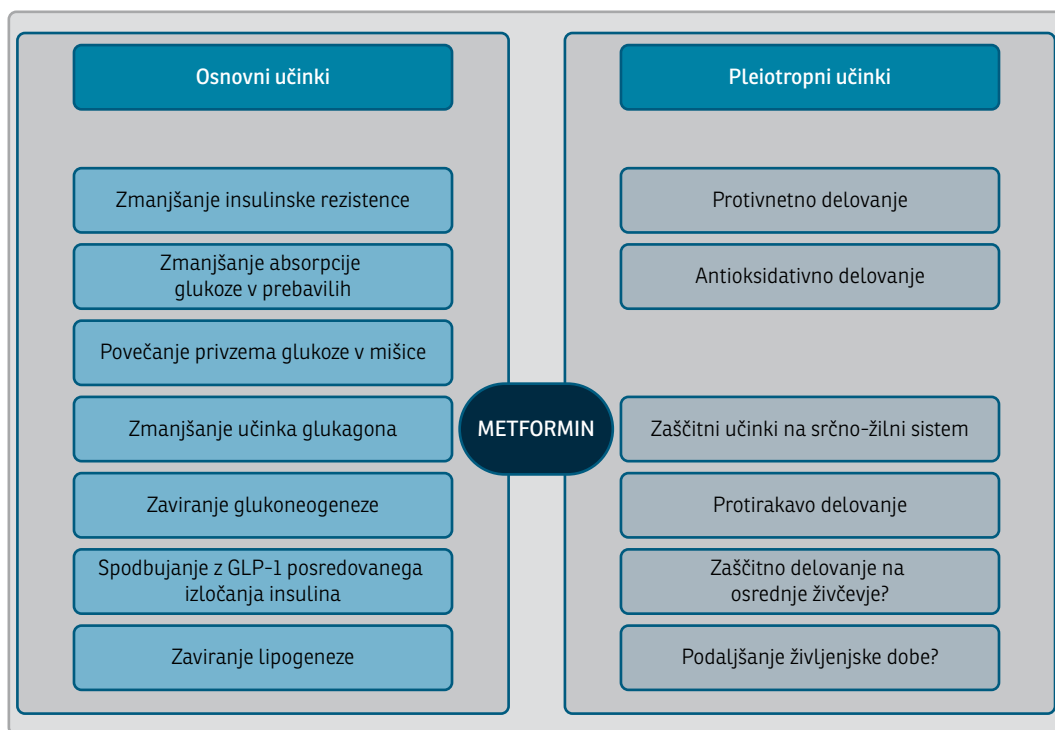 Osnovni učinki
Zmanjšanje insulinske rezistence
Zmanjšanje absorpcije
glukoze v prebavilih
Povečanje privzema glukoze v mišice
Zmanjšanje učinka glukagona
Zaviranje glukoneogeneze
Spodbujanje z GLP-1 posredovanega
izločanja insulina
Zaviranje lipogeneze
METFORMIN
Pleiotropni učinki
Protivnetno delovanje
Antioksidativno delovanje
Zaščitni učinki na srčno-žilni sistem
Protirakavo delovanje
Zaščitno delovanje na
osrednje živčevje?
Podaljšanje življenjske dobe?